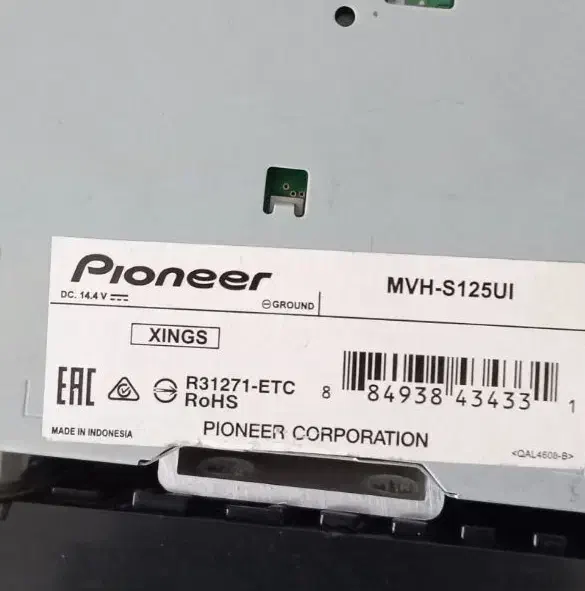 Pioneer
MVH-S125UI
DC. 14.4 V
GROUND
XINGS
EAC
R31271-ETC
RoHS
8 84938 43433 1
MADE IN INDONESIA
PIONEER CORPORATION
<QAL4608-B>